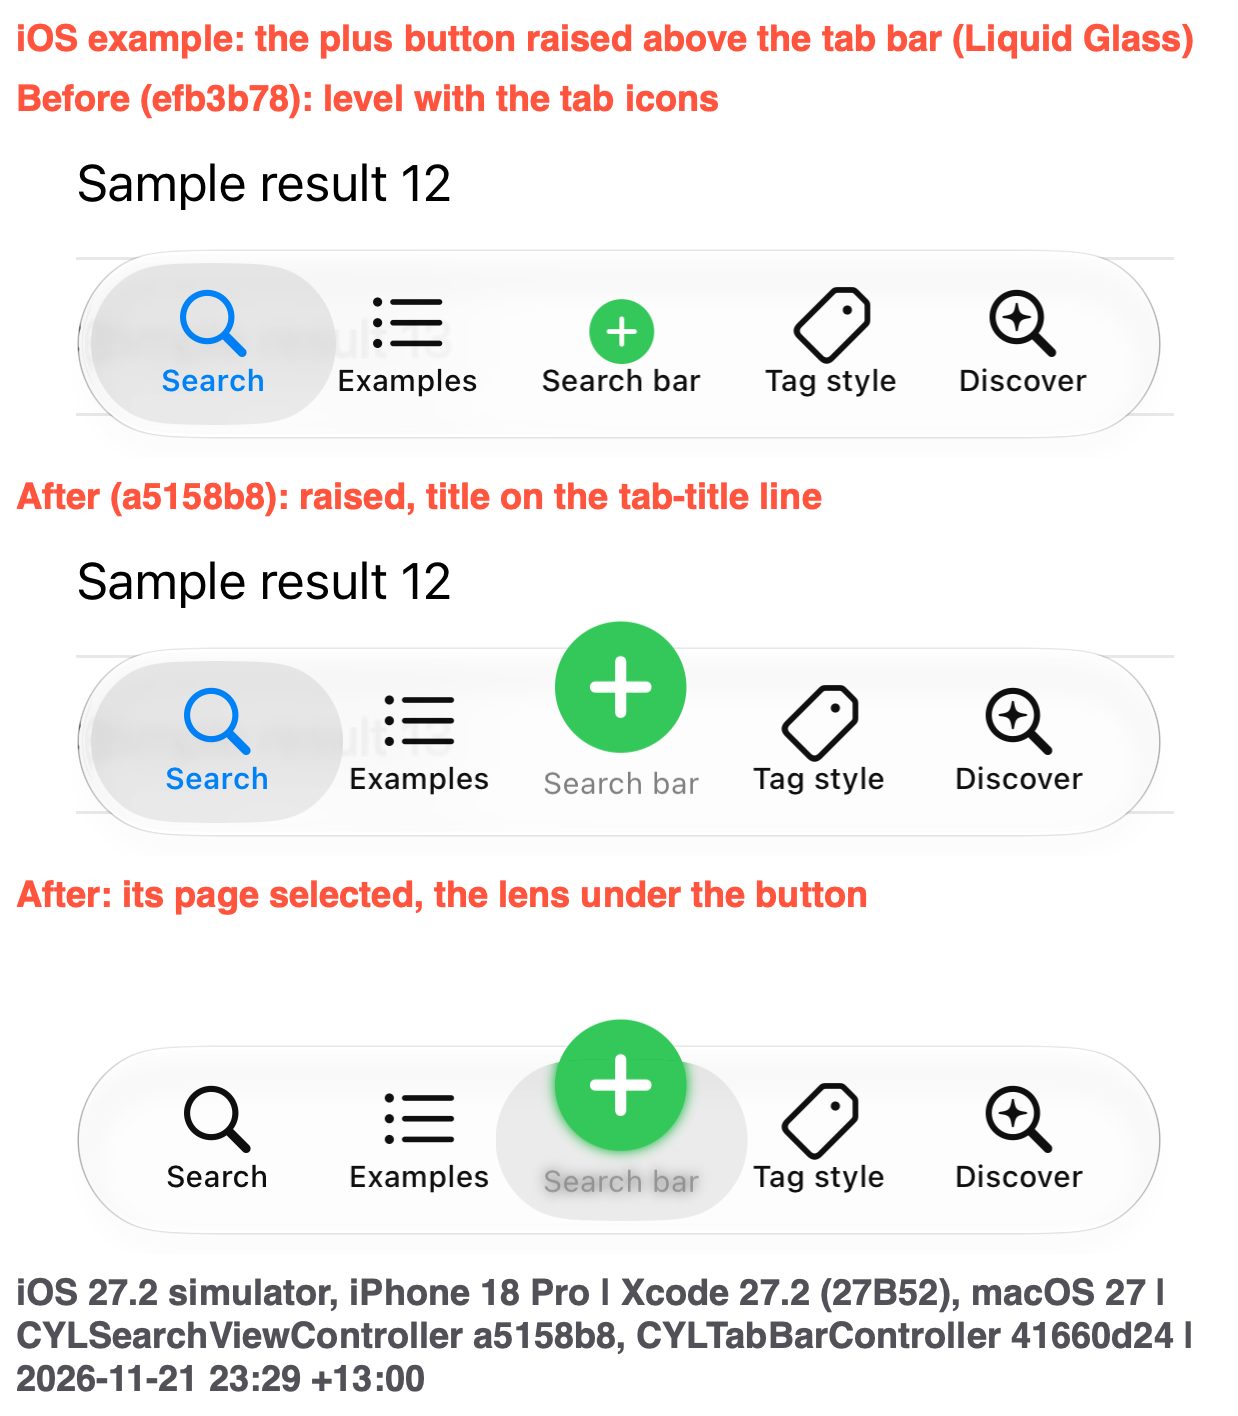 iOS example: the plus button raised above the tab bar (Liquid Glass)
Before (efb3b78): level with the tab icons
Sample result 12
Search Examples Search bar Tag style Discover
After (a5158b8): raised, title on the tab-title line
Sample result 12
Search Examples Search bar Tag style Discover
After: its page selected, the lens under the button
Search Examples Search bar Tag style Discover
iOS 27.2 simulator, iPhone 18 Pro | Xcode 27.2 (27B52), macOS 27 |
CYLSearchViewController a5158b8, CYLTabBarController 41660d24 |
2026-11-21 23:29 +13:00